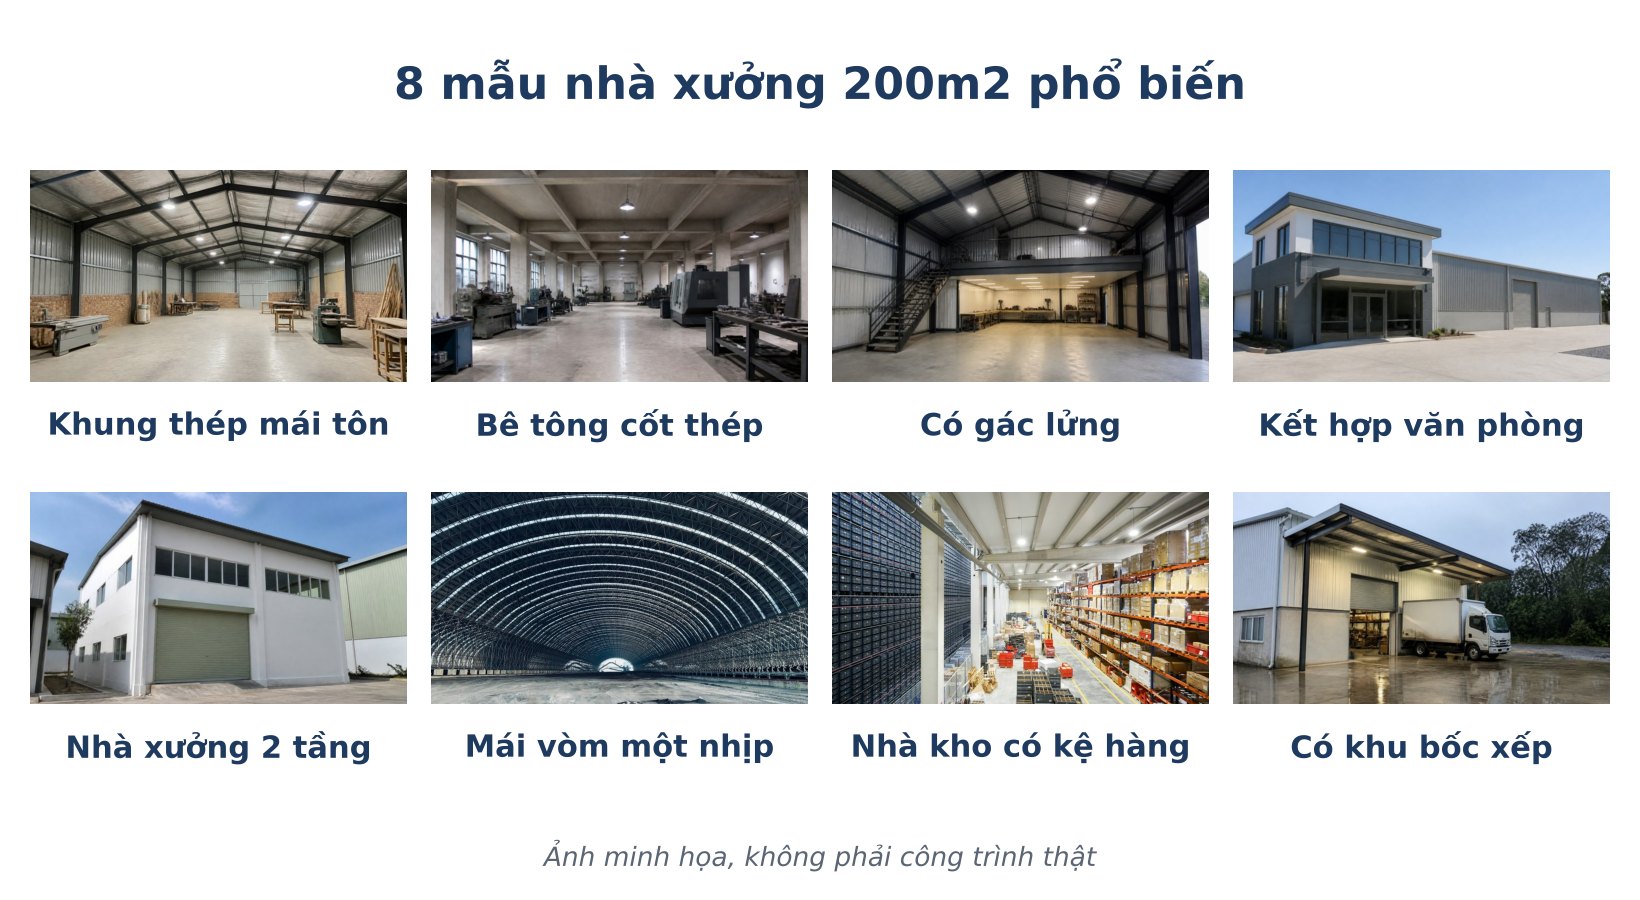 8 mẫu nhà xưởng 200m2 phổ biến
Khung thép mái tôn
Bê tông cốt thép
Có gác lửng
Kết hợp văn phòng
Nhà xưởng 2 tầng
Mái vòm một nhịp
Nhà kho có kệ hàng
Có khu bốc xếp
Ảnh minh họa, không phải công trình thật